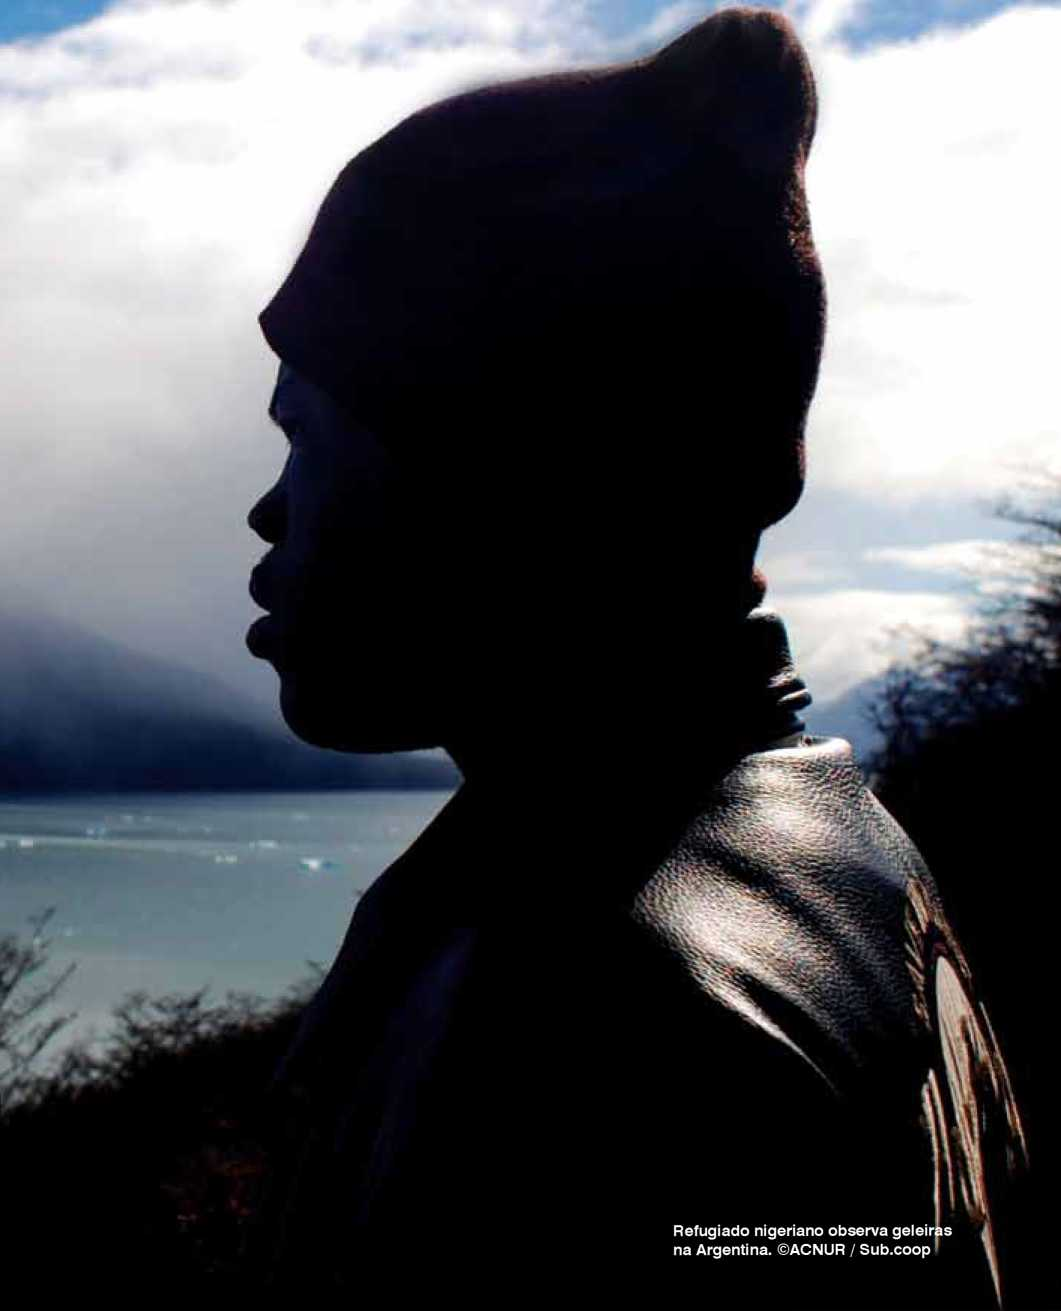 Refugiado nigeriano observa geleiras
na Argentina. ©ACNUR / Sub.coop